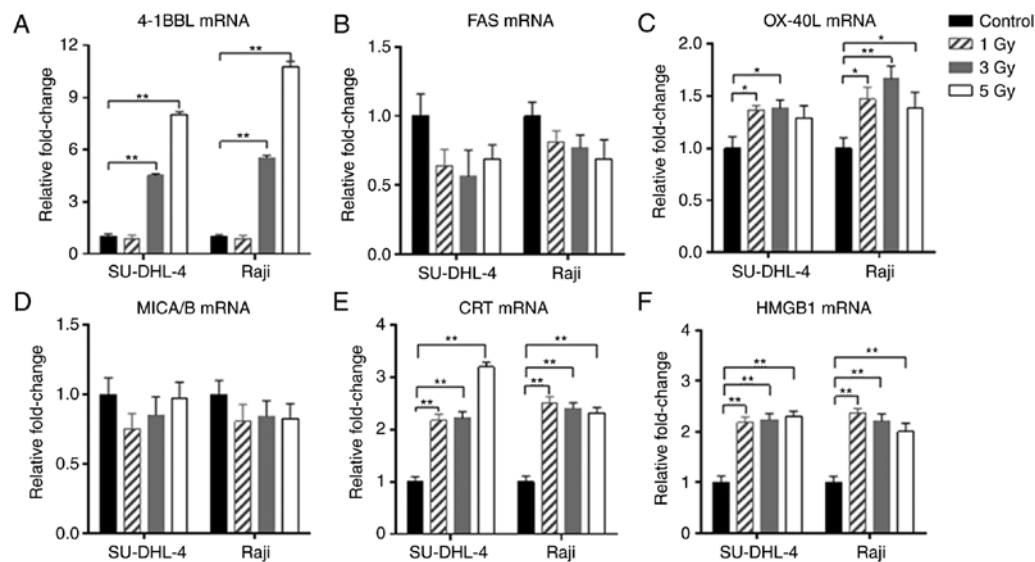 A
4-1BBL mRNA
Relative fold-change
12
9
6
3
0
**
**
**
**
SU-DHL-4
Raji
B
FAS mRNA
Relative fold-change
1.5
1.0
0.5
0.0
SU-DHL-4
Raji
C
OX-40L mRNA
Relative fold-change
2.0
1.5
1.0
0.5
0.0
*
*
*
**
*
SU-DHL-4
Raji
Control
1 Gy
3 Gy
5 Gy
D
MICA/B mRNA
Relative fold-change
1.5
1.0
0.5
0.0
SU-DHL-4
Raji
E
CRT mRNA
Relative fold-change
4
3
2
1
0
**
**
**
**
**
**
SU-DHL-4
Raji
F
HMGB1 mRNA
Relative fold-change
4
3
2
1
0
**
**
**
**
**
**
SU-DHL-4
Raji